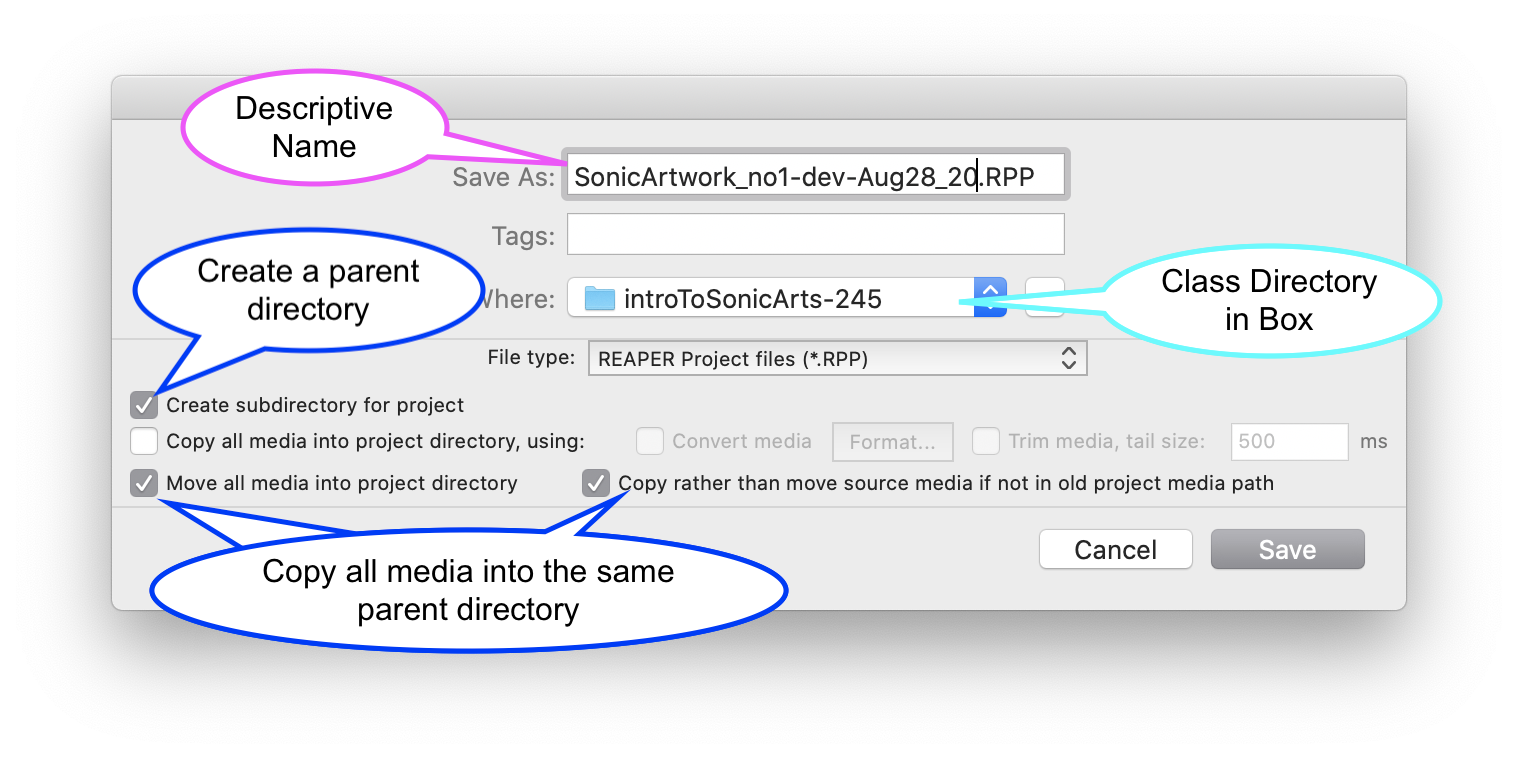 Descriptive
Name
Save As: SonicArtwork_no1-dev-Aug28_20.RPP
Tags:
Create a parent
directory
Where: introToSonicArts-245
Class Directory
in Box
File type: REAPER Project files (*.RPP)
Create subdirectory for project
Copy all media into project directory, using: Convert media Format... Trim media, tail size: 500 ms
Move all media into project directory Copy rather than move source media if not in old project media path
Cancel Save
Copy all media into the same
parent directory